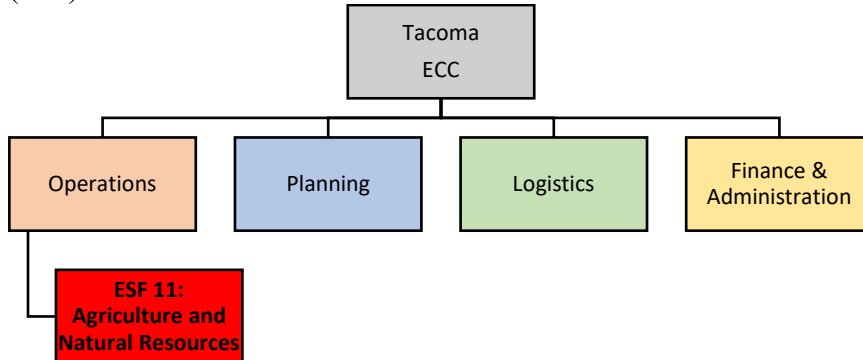 Tacoma
ECC
Operations
Planning
Logistics
Finance &
Administration
ESF 11:
Agriculture and
Natural Resources